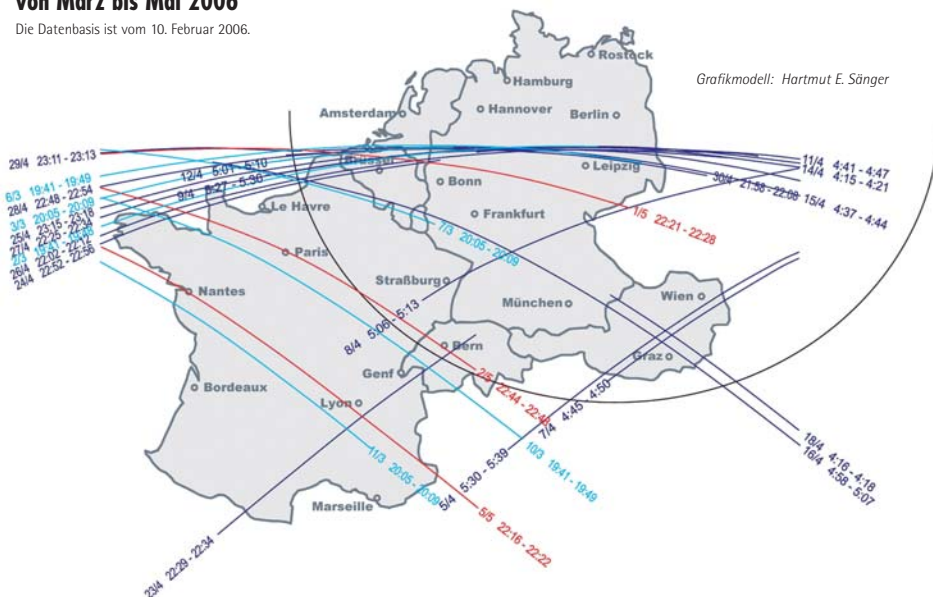 von März bis Mai 2006
Die Datenbasis ist vom 10. Februar 2006.
Grafikmodell: Hartmut E. Sänger
Rostock
Hamburg
Amsterdam
Hannover
Berlin
29/4 23:11 - 23:13
11/4 4:41 - 4:47
14/4 4:15 - 4:21
12/4 5:01 - 5:10
Brüssel
Leipzig
6/3 19:41 - 19:49
9/4 5:27 - 5:36
Bonn
30/4 21:58 - 22:08
15/4 4:37 - 4:44
28/4 22:48 - 22:54
3/3 20:05 - 20:09
Le Havre
Frankfurt
1/5 22:21 - 22:28
25/4 23:15 - 23:18
7/3 20:05 - 20:09
27/4 22:25 -
26/4 22:02 -
24/4 22:52 - 22:56
Paris
Straßburg
Nantes
München
Wien
8/4 5:06 - 5:13
Bern
Graz
Genf
Bordeaux
2/5 22:44 -
7/4 4:45 - 4:50
Lyon
18/4 4:16 - 4:18
16/4 4:58 - 5:07
11/3 20:05 - 20:09
5/4 5:30 - 5:39
10/3 19:41 - 19:49
Marseille
5/5 22:16 - 22:22
23/4 22:29 - 22:34